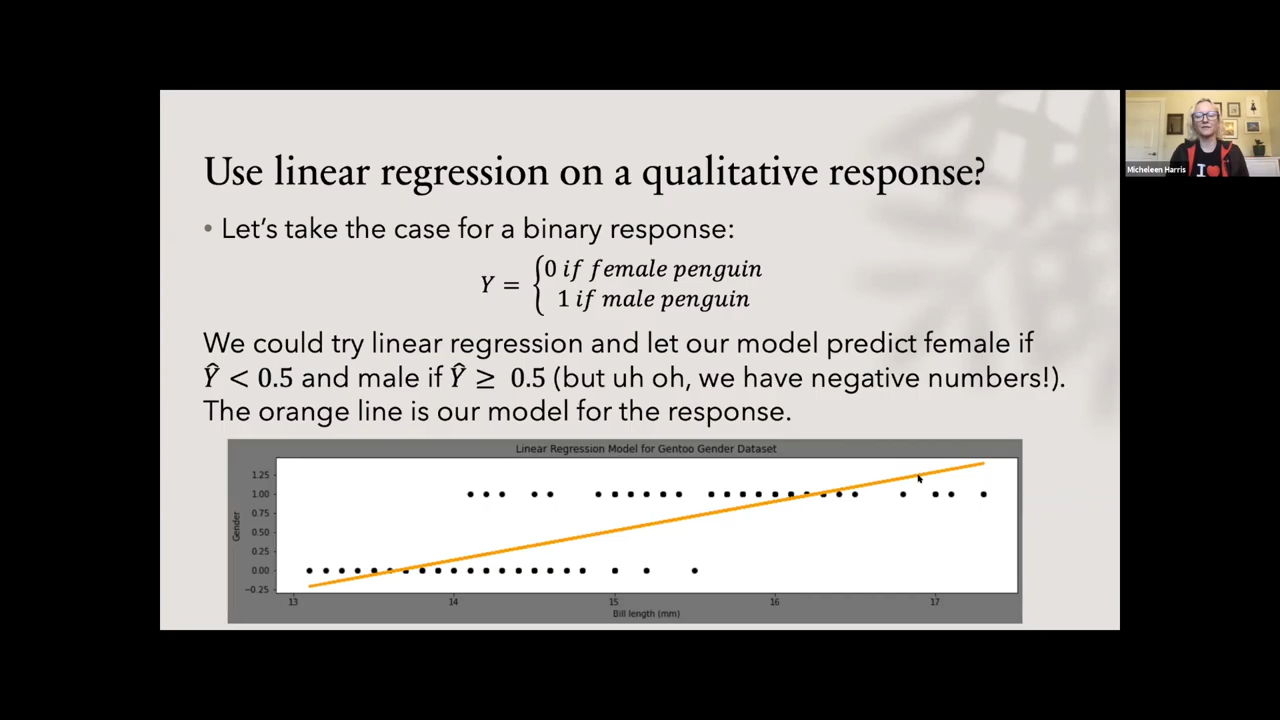 Use linear regression on a qualitative response?
• Let's take the case for a binary response:
Y = {0 if female penguin
1 if male penguin
We could try linear regression and let our model predict female if
Ŷ < 0.5 and male if Ŷ ≥ 0.5 (but uh oh, we have negative numbers!).
The orange line is our model for the response.
Linear Regression Model for Gentoo Gender Dataset
1.25
1.00
0.75
0.50
0.25
0.00
−0.25
Gender
13 14 15 16 17
Bill length (mm)
Micheleen Harris
I